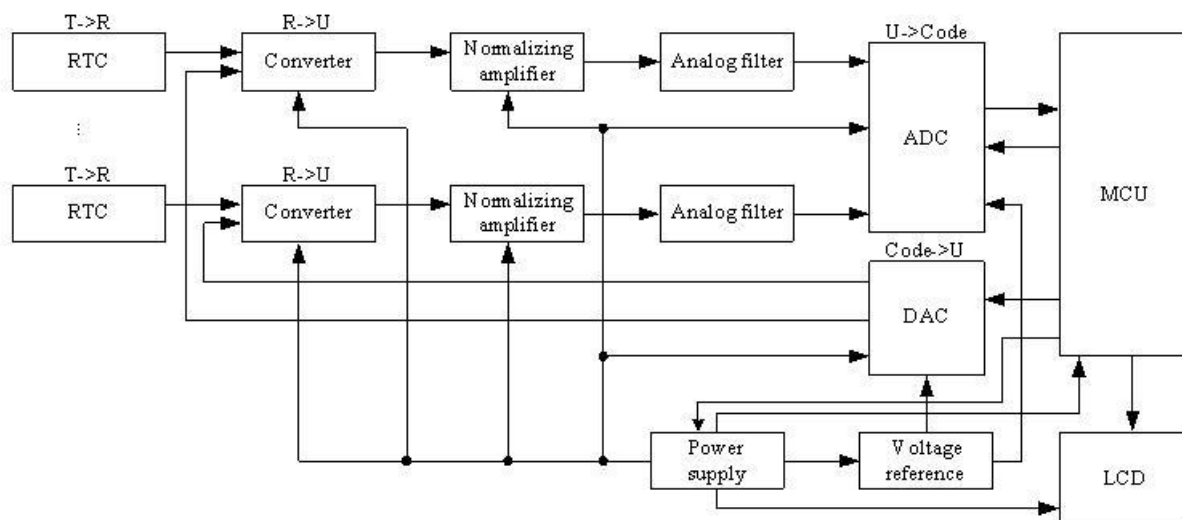 T->R
R->U
U->Code
RTC
Converter
Normalizing
amplifier
Analog filter
ADC
MCU
...
T->R
R->U
RTC
Converter
Normalizing
amplifier
Analog filter
Code->U
DAC
Power
supply
Voltage
reference
LCD